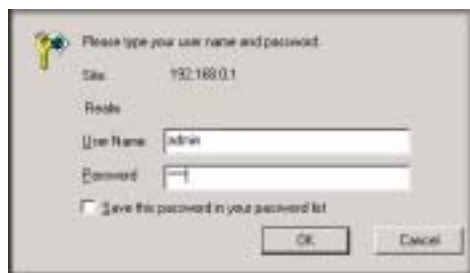 Please type your user name and password.
Site: 192.168.0.1
Realm
User Name admin
Password ****
Save this password in your password list
OK Cancel